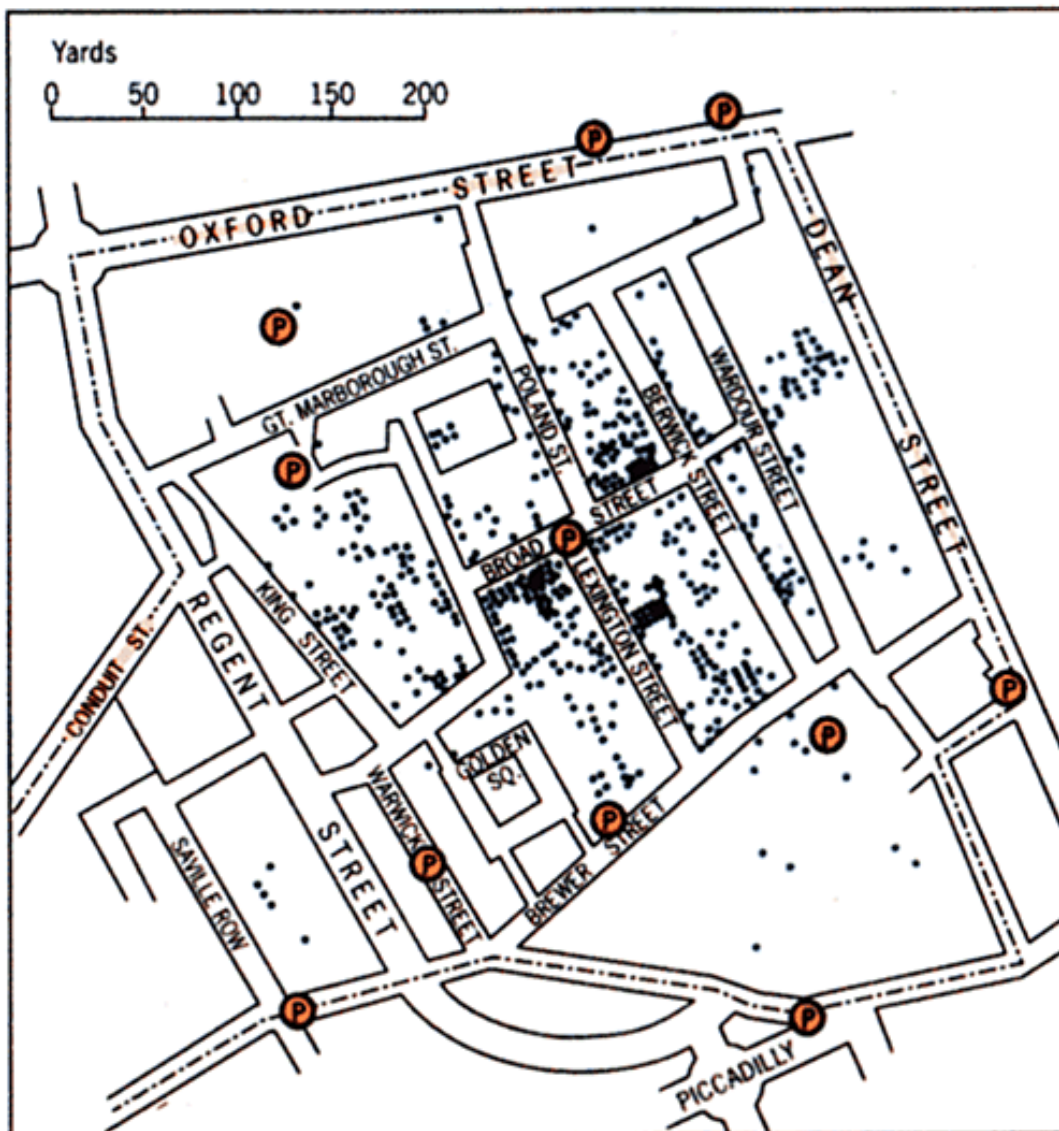 Yards
0 50 100 150 200
P
P
OXFORD STREET
DEAN STREET
P
GT. MARBOROUGH ST.
POLAND ST.
BERWICK STREET
WARDOUR STREET
P
BROAD STREET
P
LEXINGTON STREET
KING STREET
REGENT STREET
CONDUIT ST.
P
P
GOLDEN
SQ.
WARWICK STREET
P
BREWER STREET
P
SAVILLE ROW
P
P
PICCADILLY